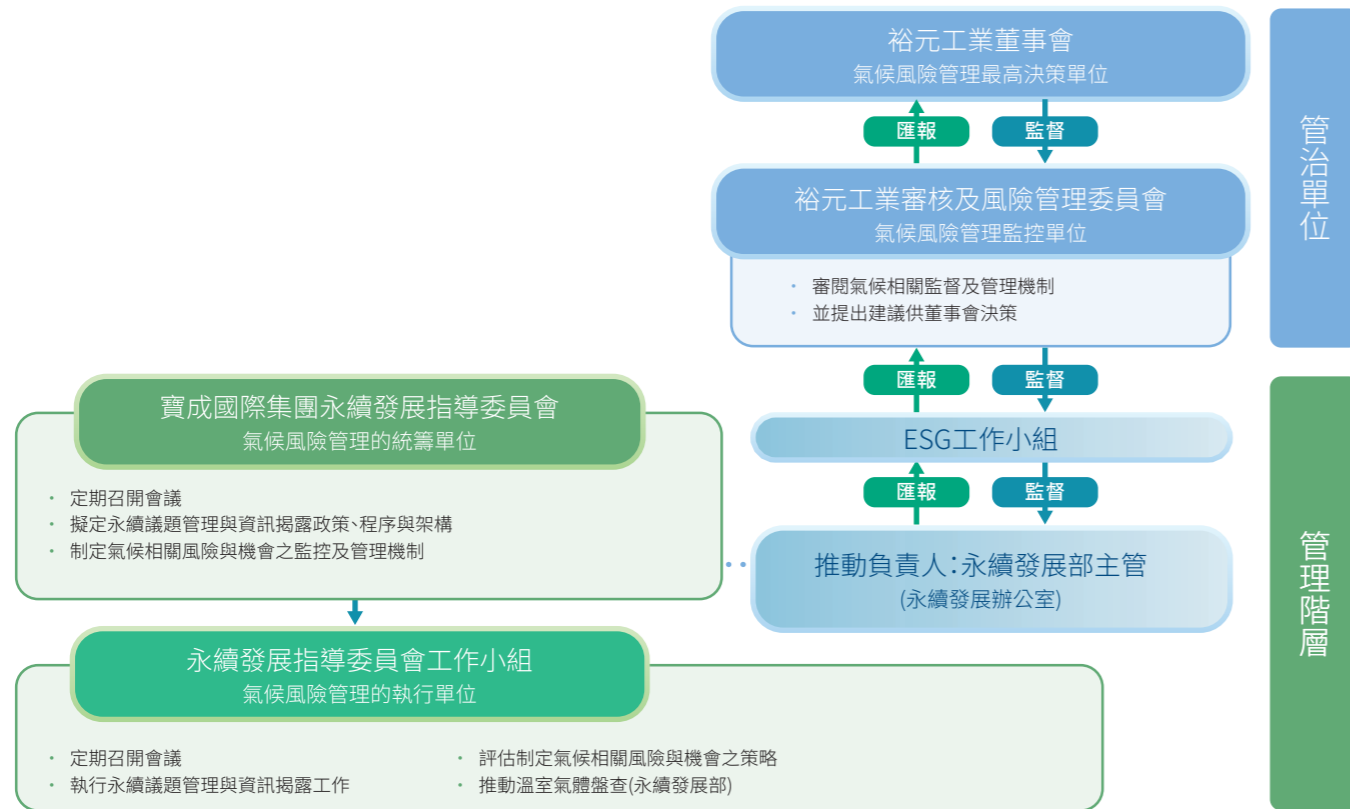 裕元工業董事會
氣候風險管理最高決策單位
匯報
監督
裕元工業審核及風險管理委員會
氣候風險管理監控單位
· 審閱氣候相關監督及管理機制
· 並提出建議供董事會決策
管治單位
匯報
監督
ESG工作小組
匯報
監督
推動負責人：永續發展部主管
(永續發展辦公室)
管理階層
寶成國際集團永續發展指導委員會
氣候風險管理的統籌單位
· 定期召開會議
· 擬定永續議題管理與資訊揭露政策、程序與架構
· 制定氣候相關風險與機會之監控及管理機制
永續發展指導委員會工作小組
氣候風險管理的執行單位
· 定期召開會議
· 執行永續議題管理與資訊揭露工作
· 評估制定氣候相關風險與機會之策略
· 推動溫室氣體盤查(永續發展部)